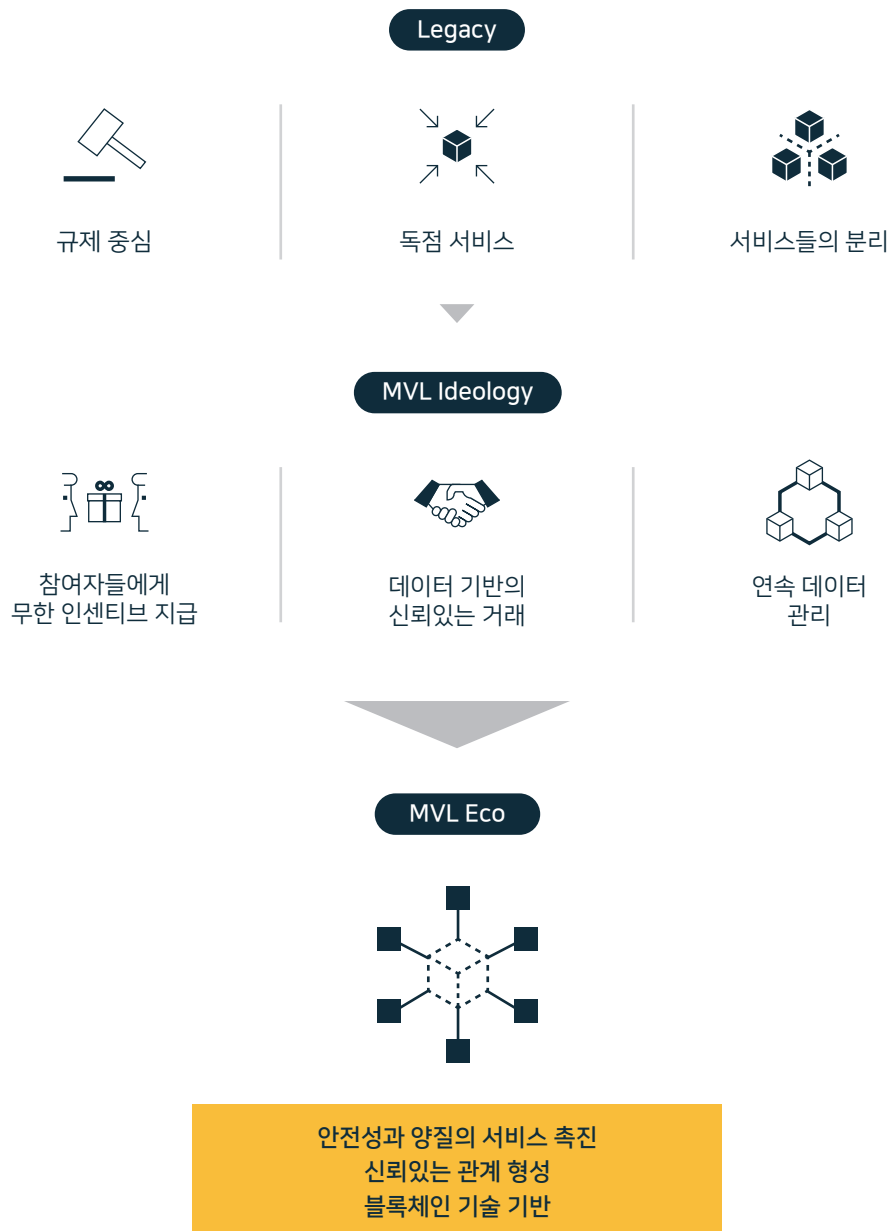 Legacy
규제 중심
독점 서비스
서비스들의 분리
MVL Ideology
참여자들에게
무한 인센티브 지급
데이터 기반의
신뢰있는 거래
연속 데이터
관리
MVL Eco
안전성과 양질의 서비스 촉진
신뢰있는 관계 형성
블록체인 기술 기반